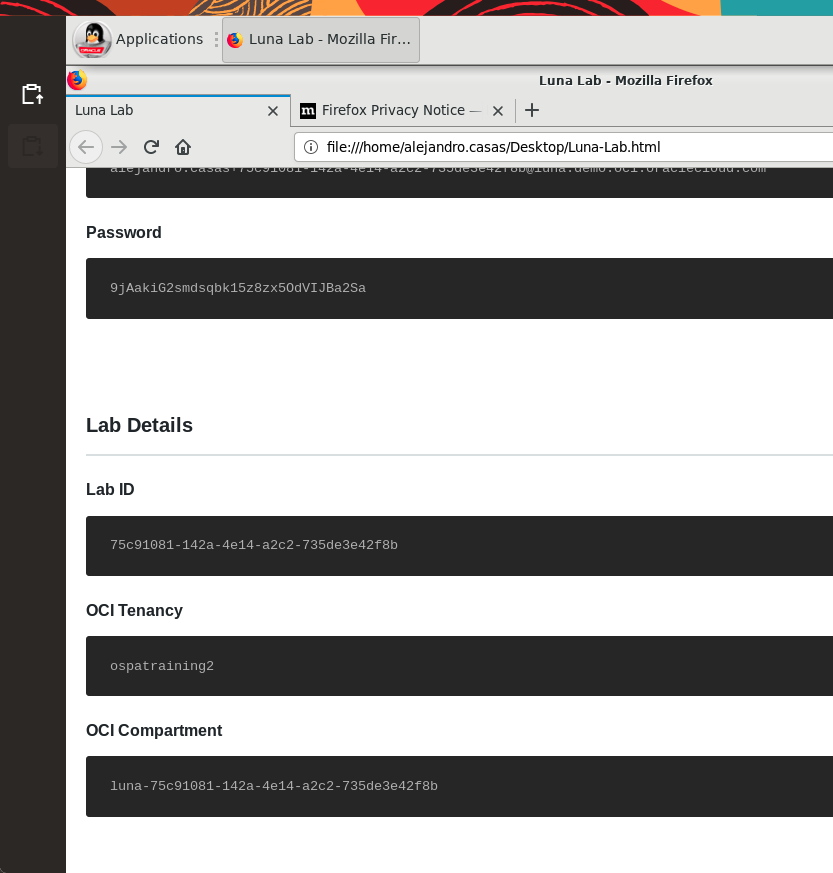 Applications
Luna Lab - Mozilla Fir...
Luna Lab - Mozilla Firefox
Luna Lab
Firefox Privacy Notice —
file:///home/alejandro.casas/Desktop/Luna-Lab.html
alejandro.casas+75c91081-142a-4e14-a2c2-735de3e42f8b@luna.demo.oci.oraclecloud.com
Password
9jAakiG2smdsqbk15z8zx5OdVIJBa2Sa
Lab Details
Lab ID
75c91081-142a-4e14-a2c2-735de3e42f8b
OCI Tenancy
ospatraining2
OCI Compartment
luna-75c91081-142a-4e14-a2c2-735de3e42f8b